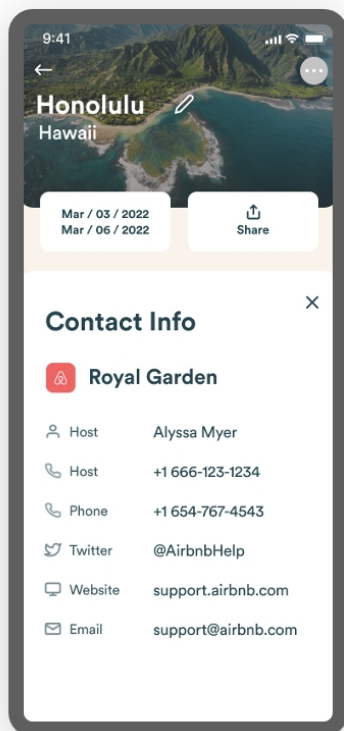 9:41
Honolulu
Hawaii
Mar / 03 / 2022
Mar / 06 / 2022
Share
Contact Info
Royal Garden
Host Alyssa Myer
Host +1 666-123-1234
Phone +1 654-767-4543
Twitter @AirbnbHelp
Website support.airbnb.com
Email support@airbnb.com